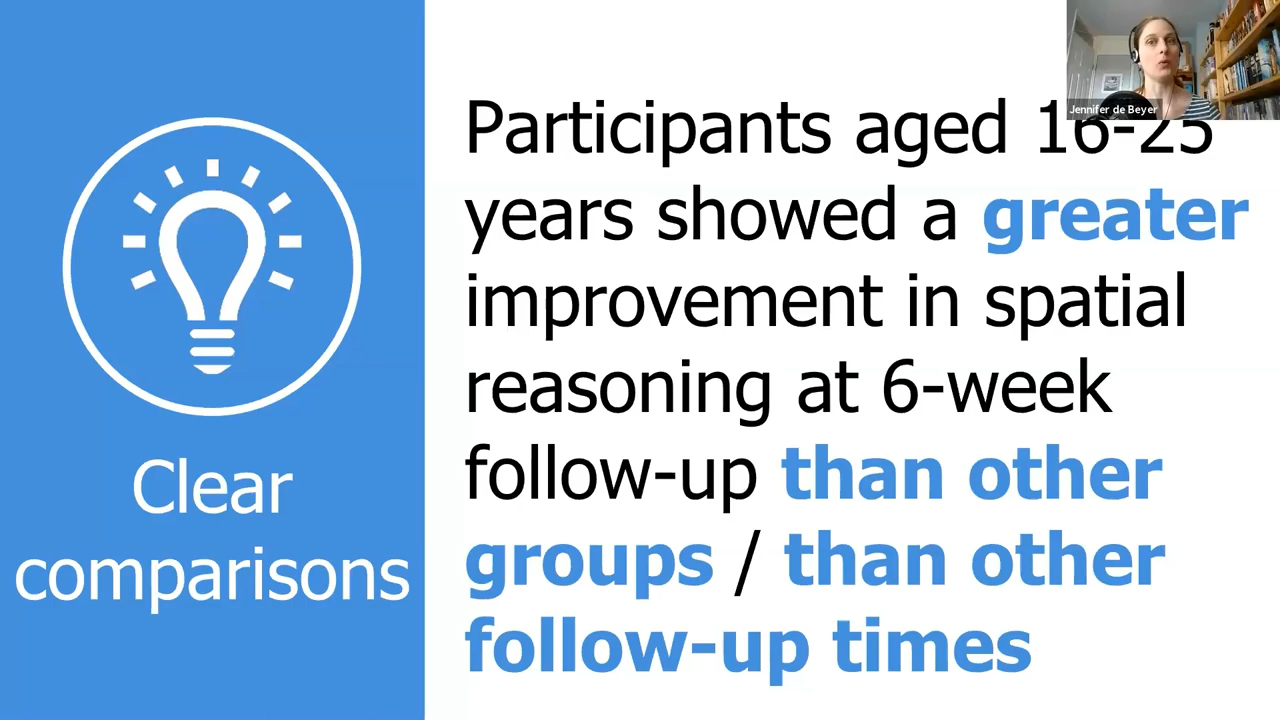 Jennifer de Beyer
Participants aged 16-25
years showed a greater
improvement in spatial
reasoning at 6-week
follow-up than other
groups / than other
follow-up times
Clear
comparisons